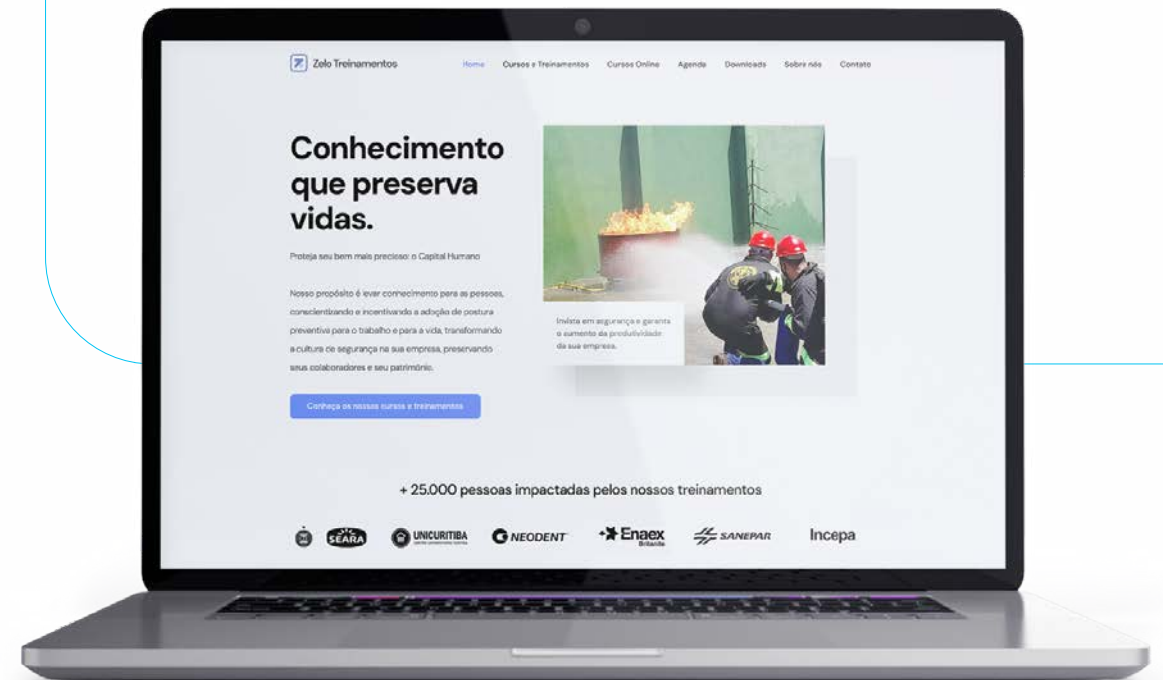 Zelo Treinamentos
Home Cursos e Treinamentos Cursos Online Agenda Downloads Sobre nós Contato
Conhecimento
que preserva
vidas.
Proteja seu bem mais precioso: o Capital Humano
Nosso propósito é levar conhecimento para as pessoas,
conscientizando e incentivando a adoção de postura
preventiva para o trabalho e para a vida, transformando
a cultura de segurança na sua empresa, preservando
seus colaboradores e seu patrimônio.
Conheça os nossos cursos e treinamentos
Invista em segurança e garanta
o aumento da produtividade
da sua empresa.
+ 25.000 pessoas impactadas pelos nossos treinamentos
SEARA UNICURITIBA NEODENT Enaex SANEPAR Incepa
Britanite